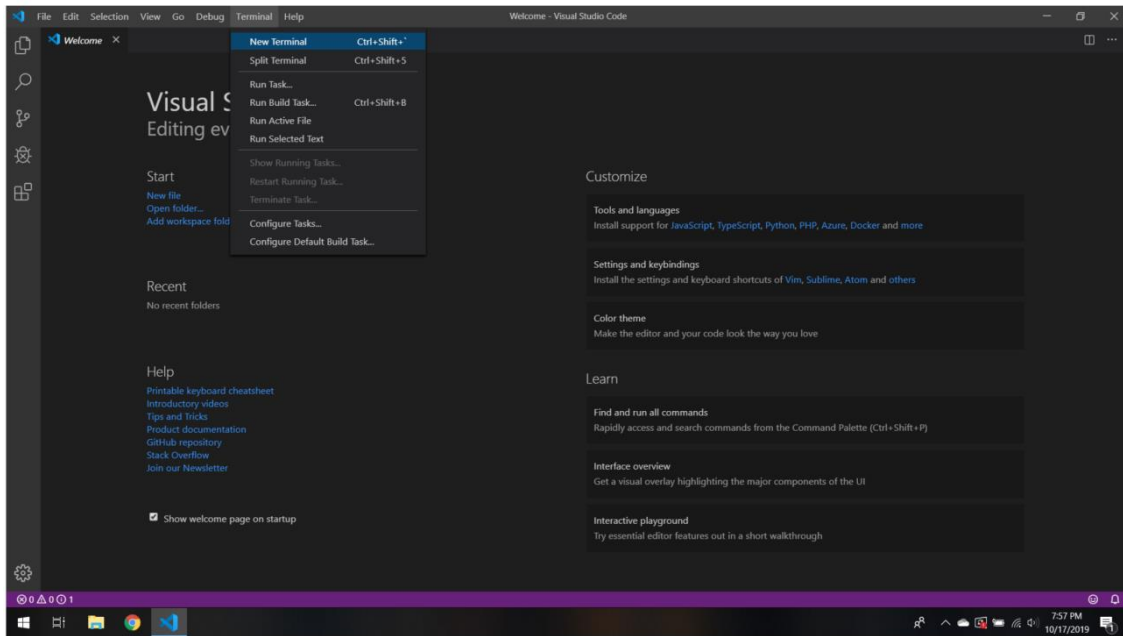 File Edit Selection View Go Debug Terminal Help Welcome - Visual Studio Code
Welcome
New Terminal Ctrl+Shift+`
Split Terminal Ctrl+Shift+5
Run Task...
Run Build Task... Ctrl+Shift+B
Run Active File
Run Selected Text
Show Running Tasks...
Restart Running Task...
Terminate Task...
Configure Tasks...
Configure Default Build Task...
Visual S
Editing ev
Start
New file
Open folder...
Add workspace fold
Recent
No recent folders
Help
Printable keyboard cheatsheet
Introductory videos
Tips and Tricks
Product documentation
GitHub repository
Stack Overflow
Join our Newsletter
Show welcome page on startup
Customize
Tools and languages
Install support for JavaScript, TypeScript, Python, PHP, Azure, Docker and more
Settings and keybindings
Install the settings and keyboard shortcuts of Vim, Sublime, Atom and others
Color theme
Make the editor and your code look the way you love
Learn
Find and run all commands
Rapidly access and search commands from the Command Palette (Ctrl+Shift+P)
Interface overview
Get a visual overlay highlighting the major components of the UI
Interactive playground
Try essential editor features out in a short walkthrough
0 0 1
7:57 PM
10/17/2019
1